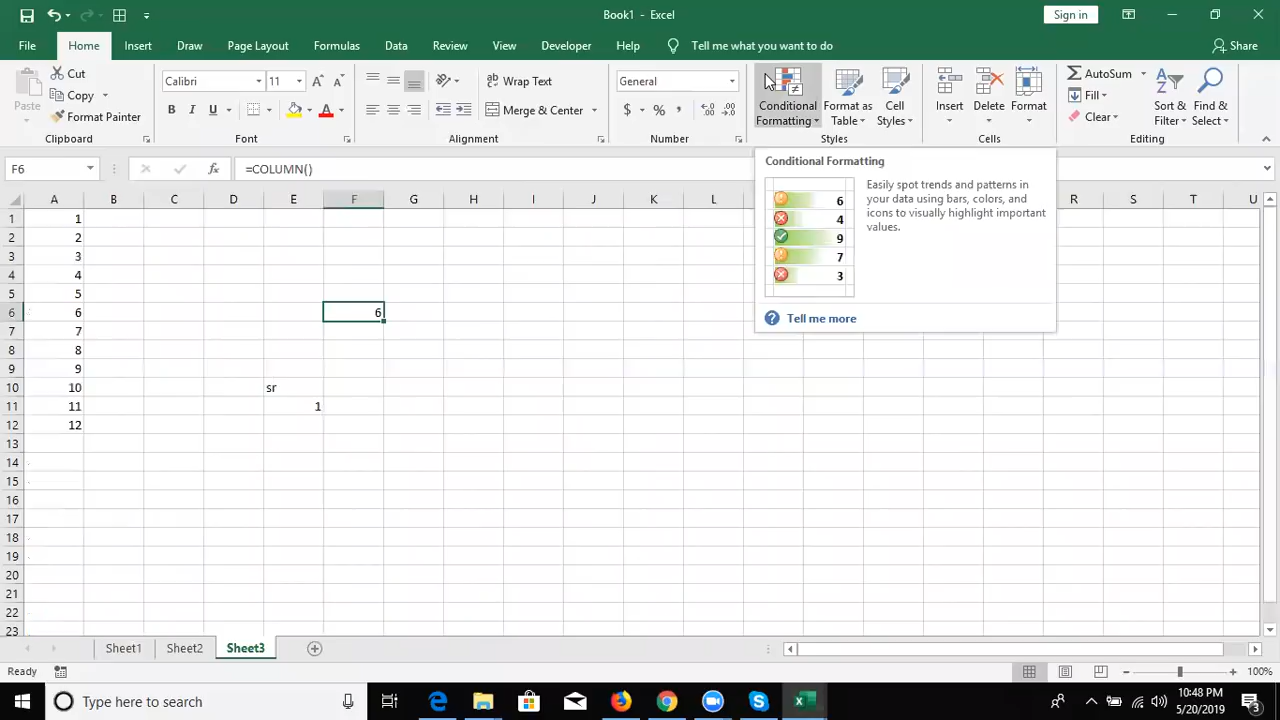 Book1 - Excel
Sign in
File
Home
Insert
Draw
Page Layout
Formulas
Data
Review
View
Developer
Help
Tell me what you want to do
Share
Paste
Cut
Copy
Format Painter
Clipboard
Calibri
11
B I U
Font
Wrap Text
Merge & Center
Alignment
General
$ % ,
Number
Conditional
Formatting
Format as
Table
Cell
Styles
Styles
Insert
Delete
Format
Cells
AutoSum
Fill
Clear
Sort &
Filter
Find &
Select
Editing
F6
fx
=COLUMN()
Conditional Formatting
Easily spot trends and patterns in
your data using bars, colors, and
icons to visually highlight important
values.
6
4
9
7
3
Tell me more
A B C D E F G H I J K L R S T U
1 1
2 2
3 3
4 4
5 5
6 6 6
7 7
8 8
9 9
10 10 sr
11 11 1
12 12
13
14
15
16
17
18
19
20
21
22
23
Sheet1
Sheet2
Sheet3
Ready
100%
Type here to search
10:48 PM
5/20/2019
3